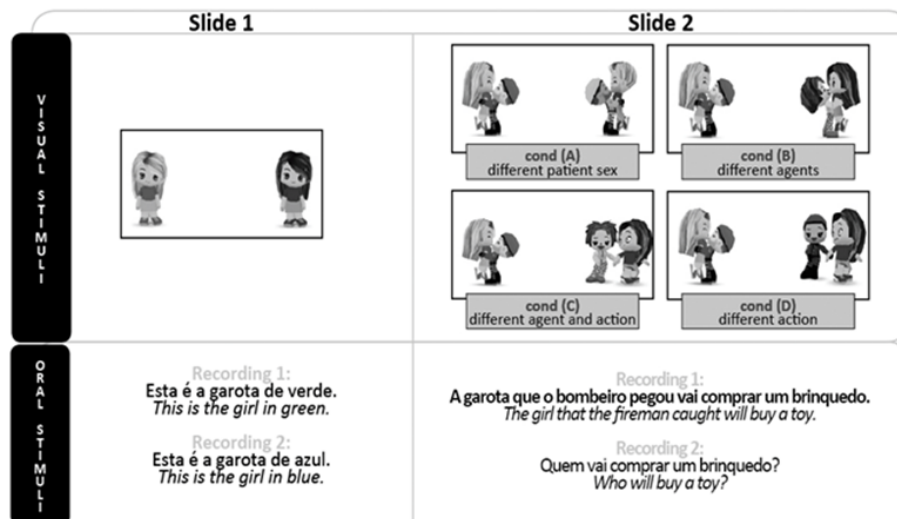 Slide 1
Slide 2
VISUAL STIMULI
cond (A)
different patient sex
cond (B)
different agents
cond (C)
different agent and action
cond (D)
different action
ORAL STIMULI
Recording 1:
Esta é a garota de verde.
This is the girl in green.
Recording 2:
Esta é a garota de azul.
This is the girl in blue.
Recording 1:
A garota que o bombeiro pegou vai comprar um brinquedo.
The girl that the fireman caught will buy a toy.
Recording 2:
Quem vai comprar um brinquedo?
Who will buy a toy?